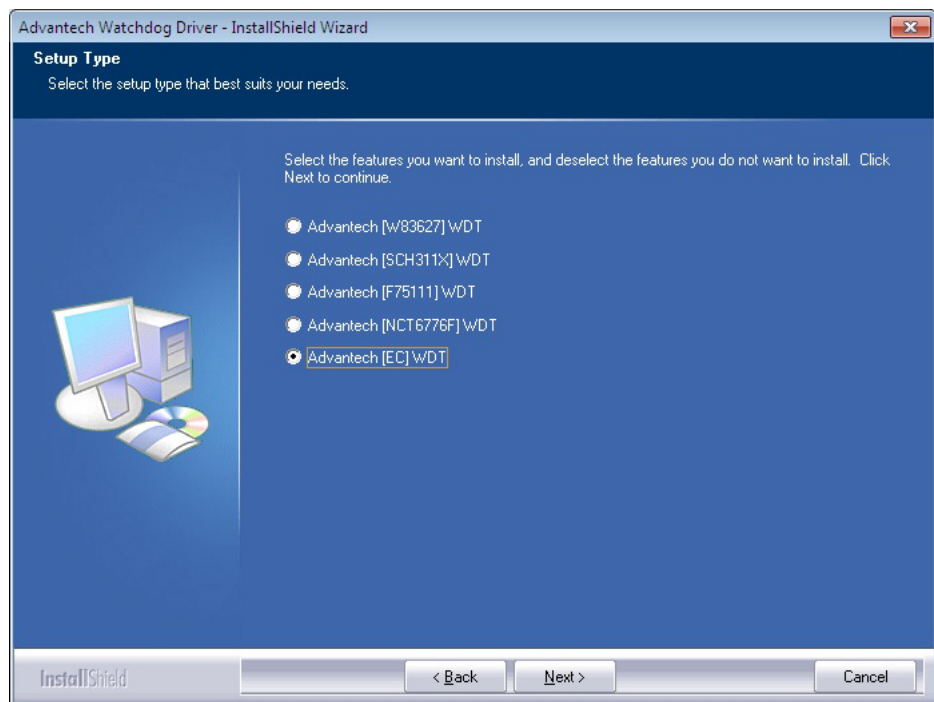 Advantech Watchdog Driver - InstallShield Wizard
Setup Type
Select the setup type that best suits your needs.
Select the features you want to install, and deselect the features you do not want to install. Click
Next to continue.
Advantech [W83627] WDT
Advantech [SCH311X] WDT
Advantech [F75111] WDT
Advantech [NCT6776F] WDT
Advantech [EC] WDT
InstallShield
< Back
Next >
Cancel